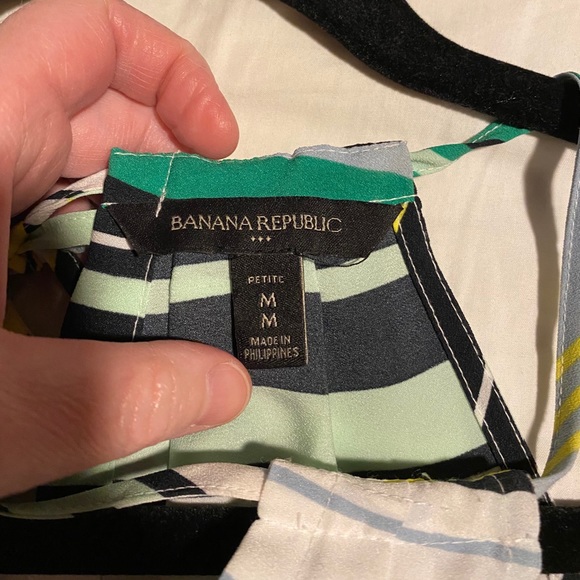 BANANA REPUBLIC
PETITE
M
M
MADE IN
PHILIPPINES